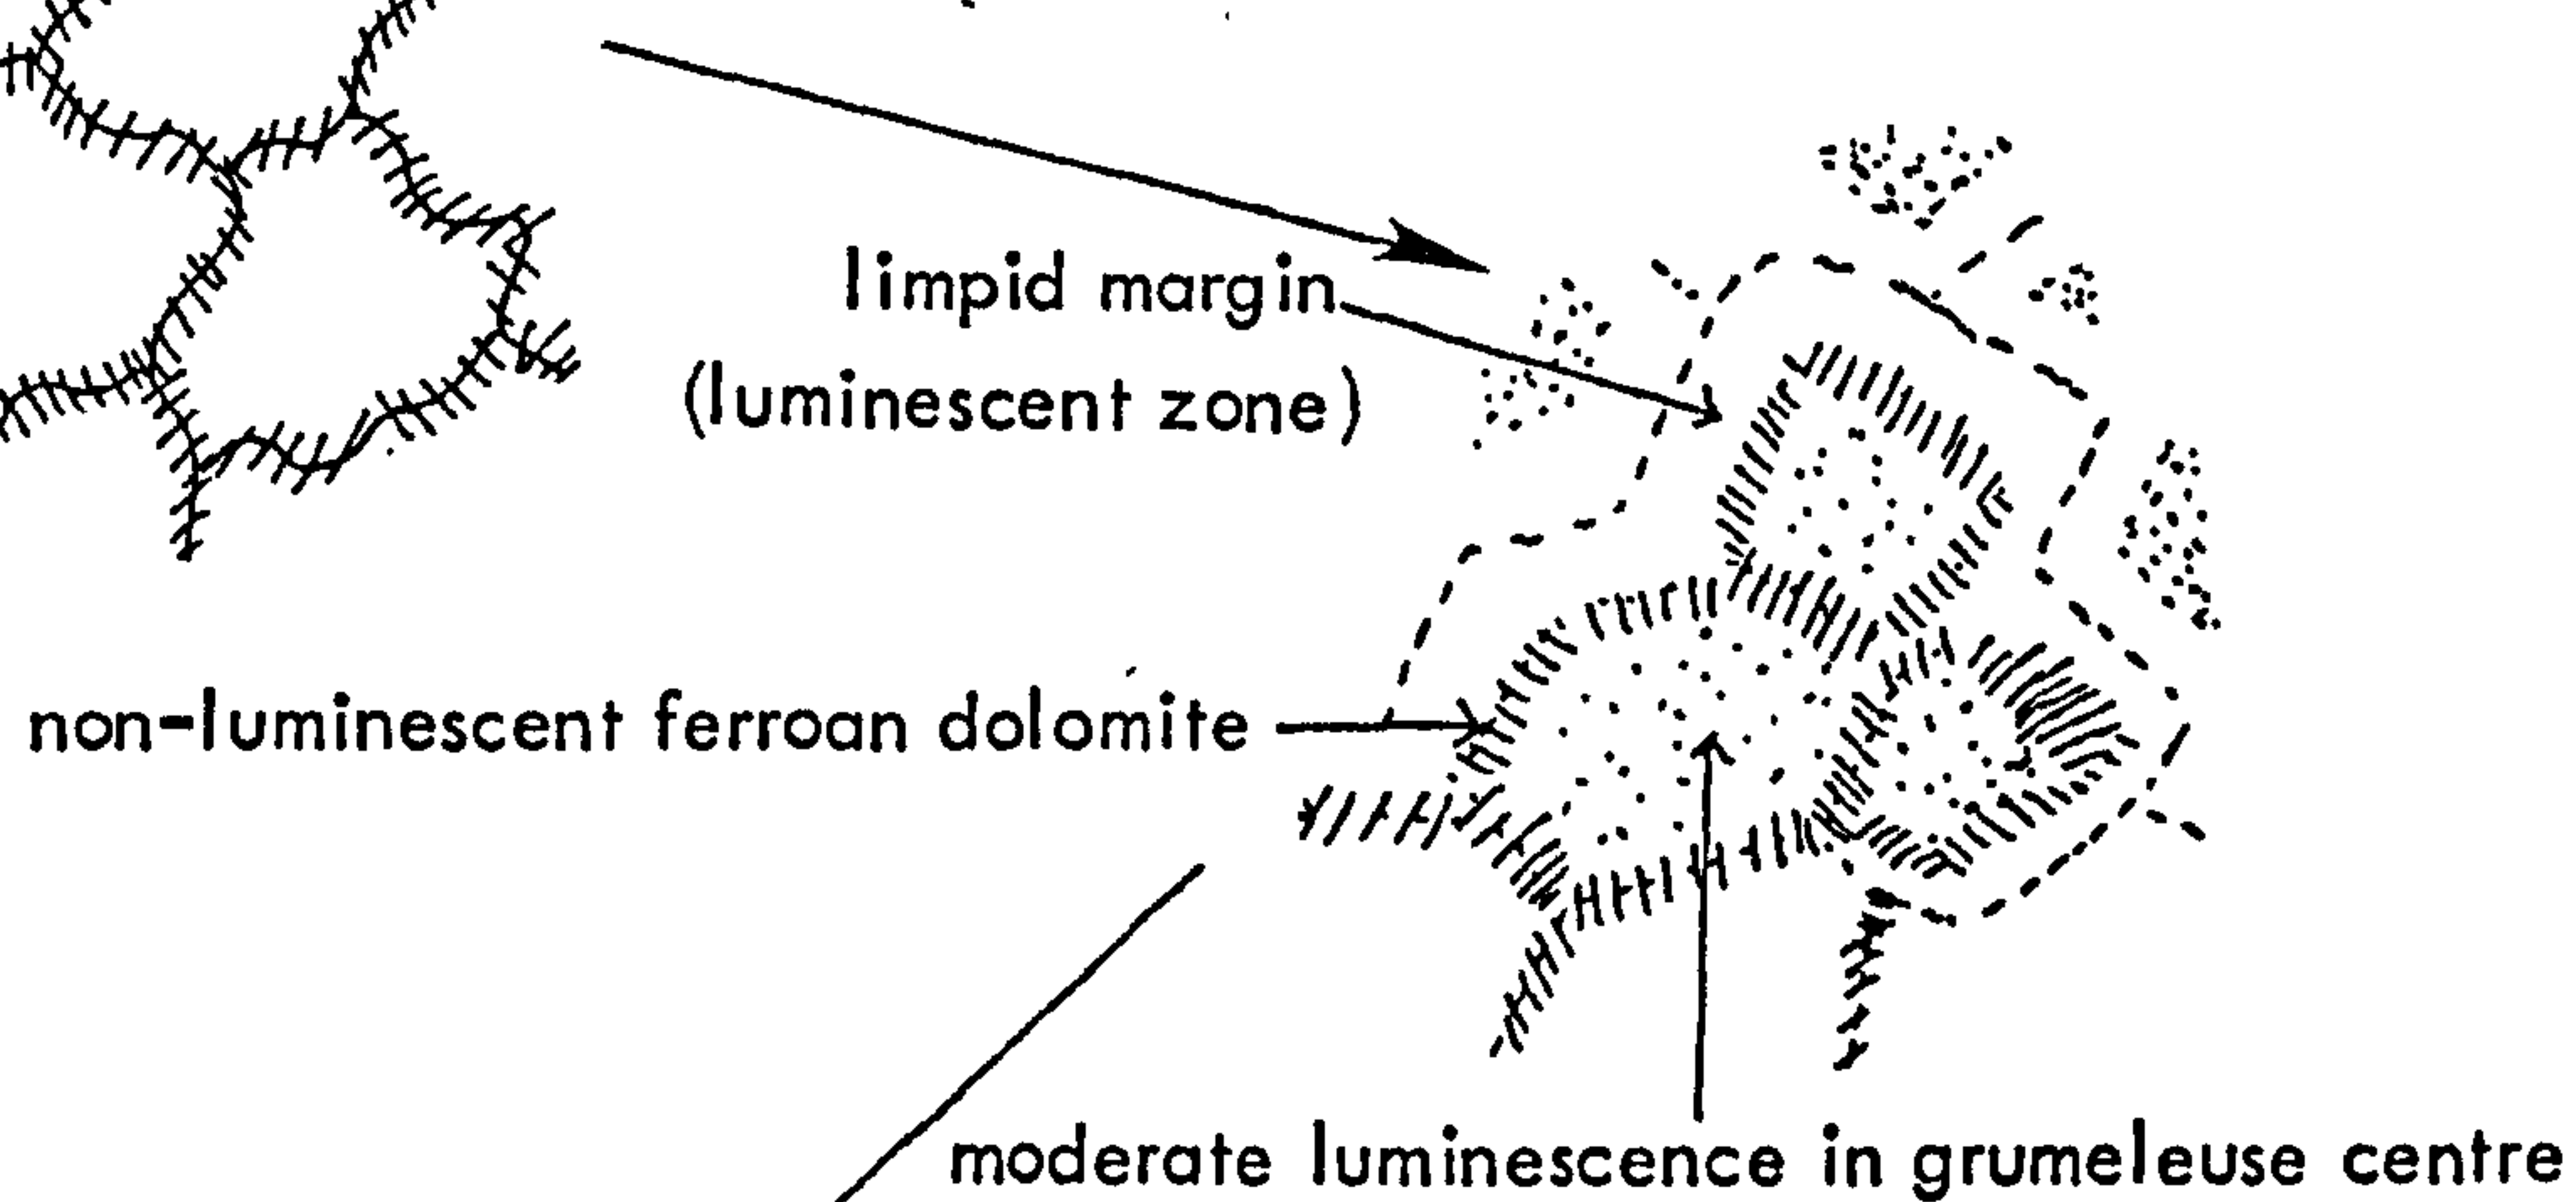 limpid margin
(luminescent zone)
non-luminescent ferroan dolomite
moderate luminescence in grumeleuse centre